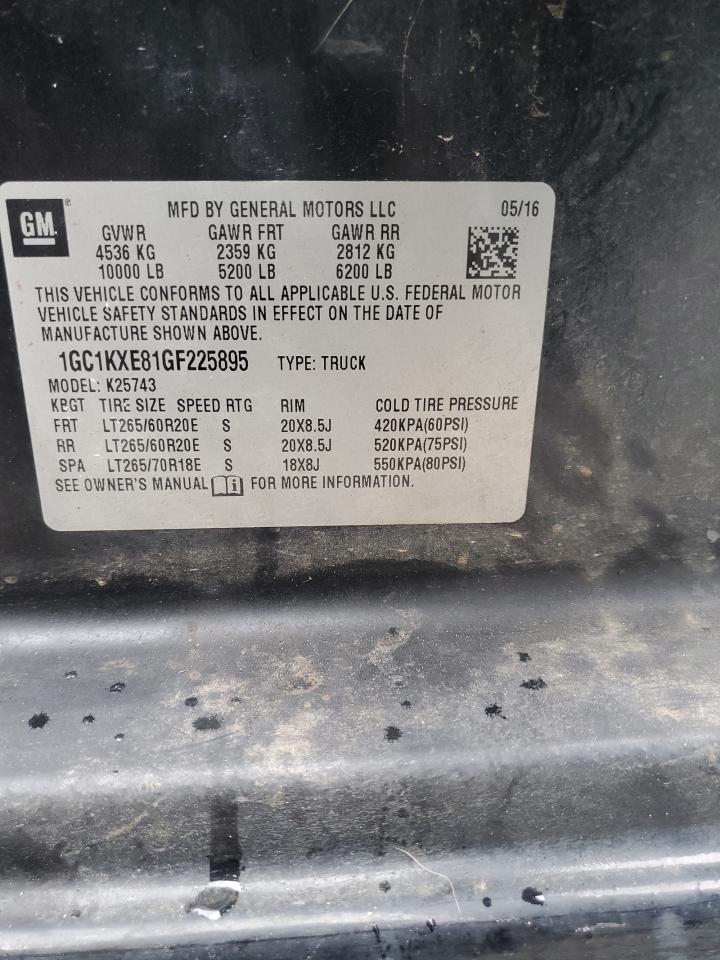 GM
MFD BY GENERAL MOTORS LLC 05/16
GVWR GAWR FRT GAWR RR
4536 KG 2359 KG 2812 KG
10000 LB 5200 LB 6200 LB
THIS VEHICLE CONFORMS TO ALL APPLICABLE U.S. FEDERAL MOTOR
VEHICLE SAFETY STANDARDS IN EFFECT ON THE DATE OF
MANUFACTURE SHOWN ABOVE.
1GC1KXE81GF225895 TYPE: TRUCK
MODEL: K25743
KBGT TIRE SIZE SPEED RTG RIM COLD TIRE PRESSURE
FRT LT265/60R20E S 20X8.5J 420KPA(60PSI)
RR LT265/60R20E S 20X8.5J 520KPA(75PSI)
SPA LT265/70R18E S 18X8J 550KPA(80PSI)
SEE OWNER'S MANUAL FOR MORE INFORMATION.